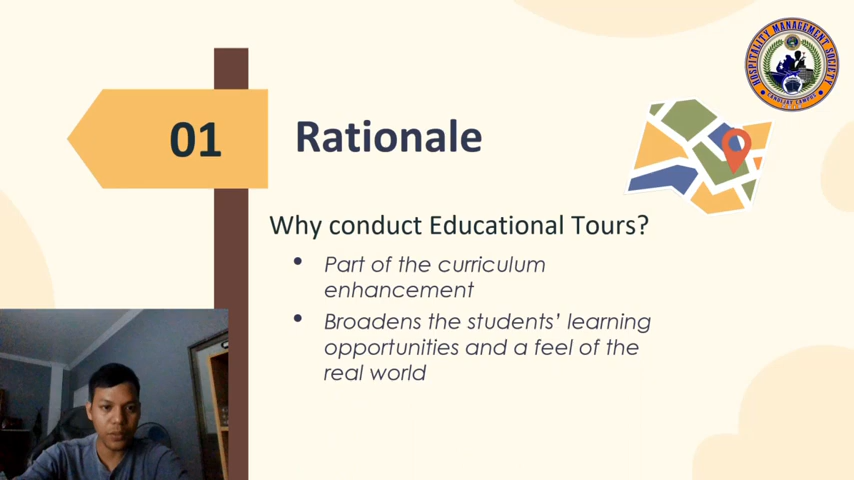 HOSPITALITY MANAGEMENT SOCIETY
01
Rationale
Why conduct Educational Tours?
• Part of the curriculum
enhancement
• Broadens the students’ learning
opportunities and a feel of the
real world